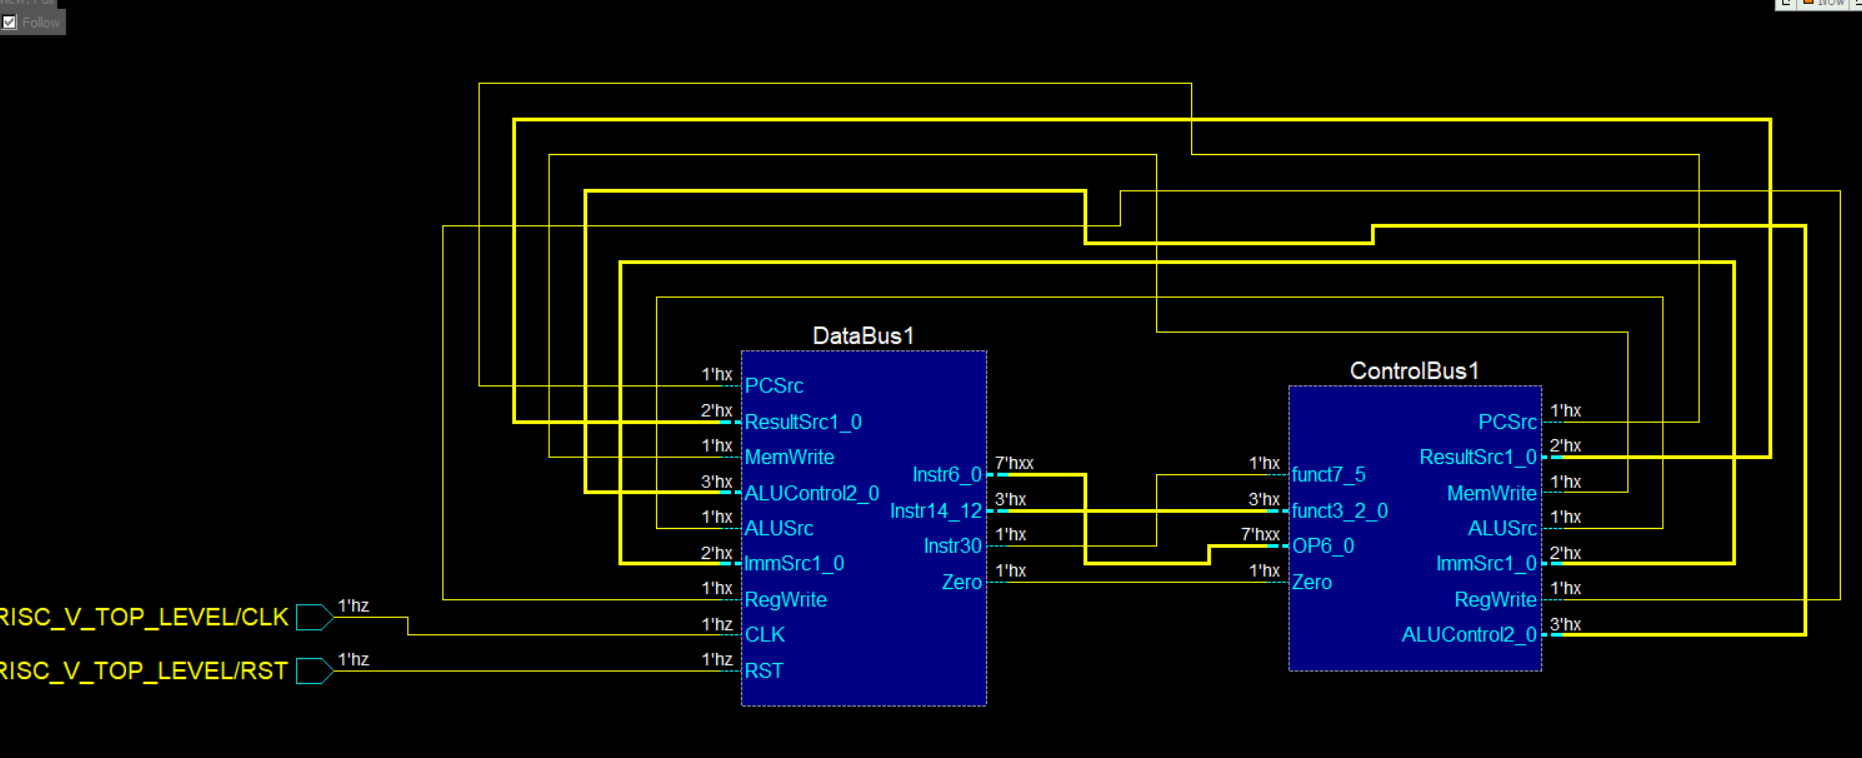 Follow
Now
DataBus1
ControlBus1
1'hx
PCSrc
2'hx
ResultSrc1_0
1'hx
MemWrite
3'hx
ALUControl2_0
1'hx
ALUSrc
2'hx
ImmSrc1_0
1'hx
RegWrite
1'hz
CLK
1'hz
RST
Instr6_0
7'hxx
Instr14_12
3'hx
Instr30
1'hx
Zero
1'hx
1'hx
funct7_5
3'hx
funct3_2_0
7'hxx
OP6_0
1'hx
Zero
PCSrc
1'hx
ResultSrc1_0
2'hx
MemWrite
1'hx
ALUSrc
1'hx
ImmSrc1_0
2'hx
RegWrite
1'hx
ALUControl2_0
3'hx
RISC_V_TOP_LEVEL/CLK
1'hz
RISC_V_TOP_LEVEL/RST
1'hz